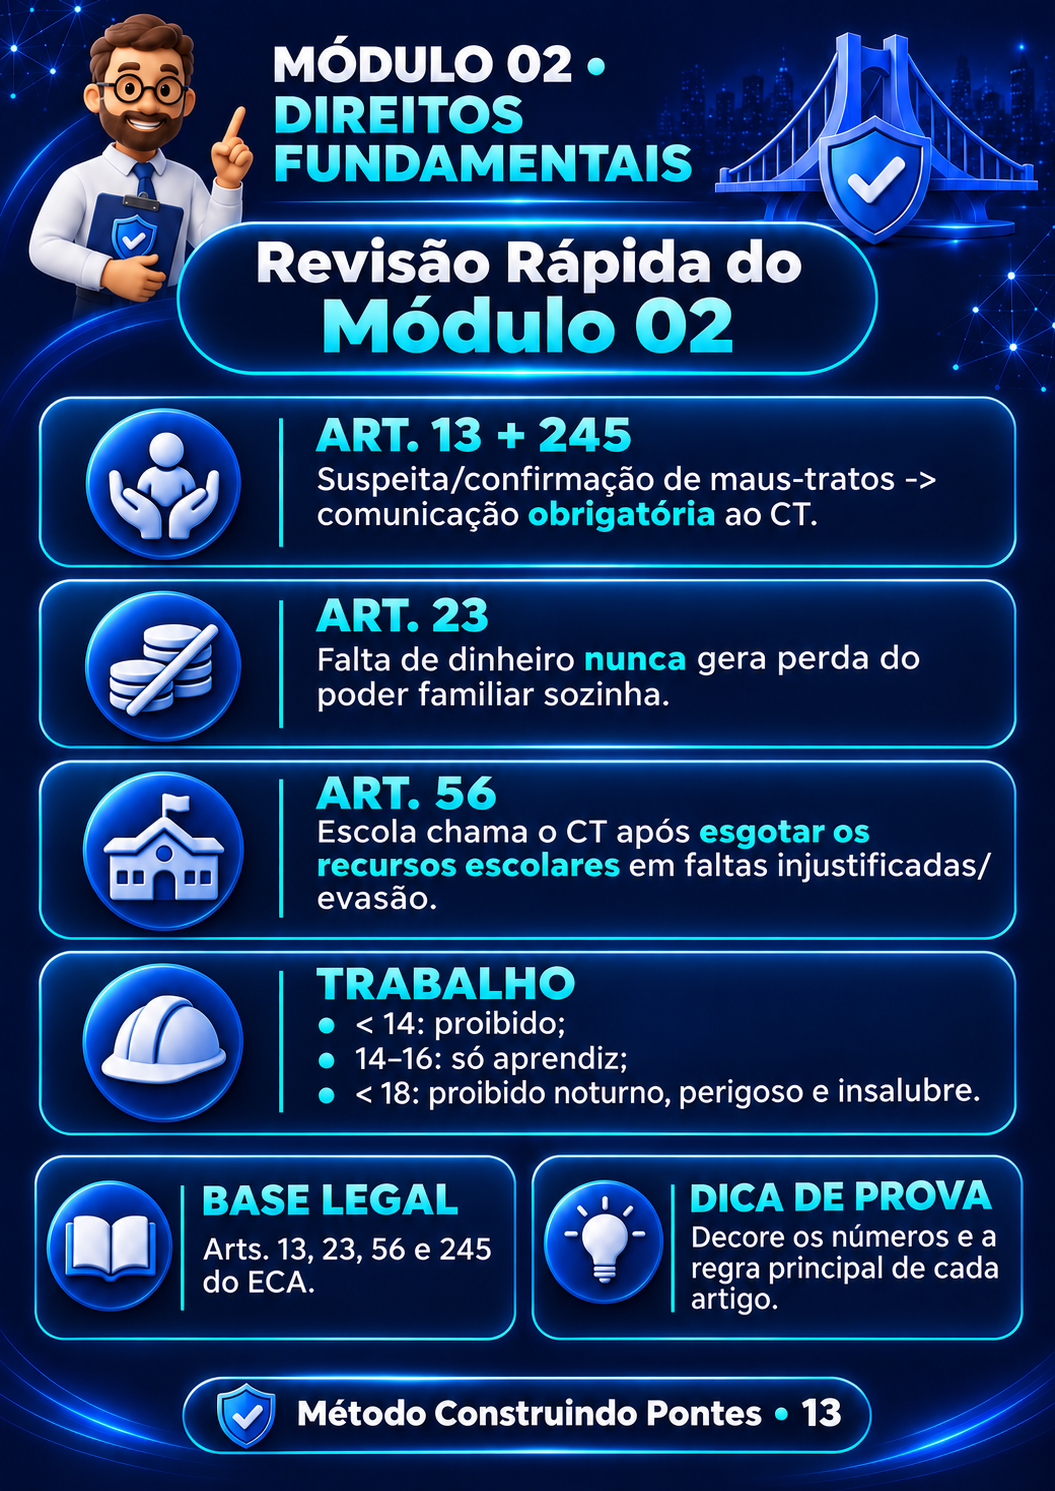 MÓDULO 02 •
DIREITOS
FUNDAMENTAIS
Revisão Rápida do
Módulo 02
ART. 13 + 245
Suspeita/confirmação de maus-tratos ->
comunicação obrigatória ao CT.
ART. 23
Falta de dinheiro nunca gera perda do
poder familiar sozinha.
ART. 56
Escola chama o CT após esgotar os
recursos escolares em faltas injustificadas/
evasão.
TRABALHO
• < 14: proibido;
• 14–16: só aprendiz;
• < 18: proibido noturno, perigoso e insalubre.
BASE LEGAL
Arts. 13, 23, 56 e 245
do ECA.
DICA DE PROVA
Decore os números e a
regra principal de cada
artigo.
Método Construindo Pontes • 13